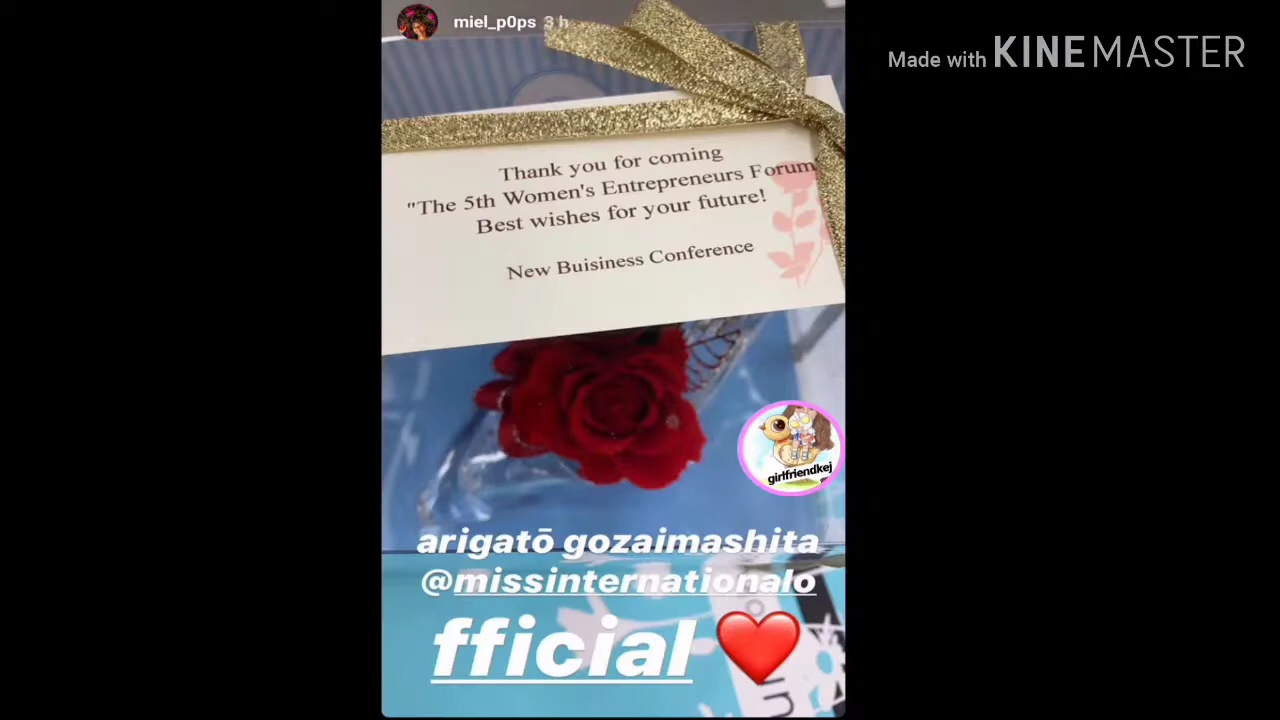 miel_p0ps 3 h
Made with KINEMASTER
Thank you for coming
"The 5th Women's Entrepreneurs Forum
Best wishes for your future!
New Buisiness Conference
girlfriendkej
arigatō gozaimashita
@missinternationalo
fficial ❤️